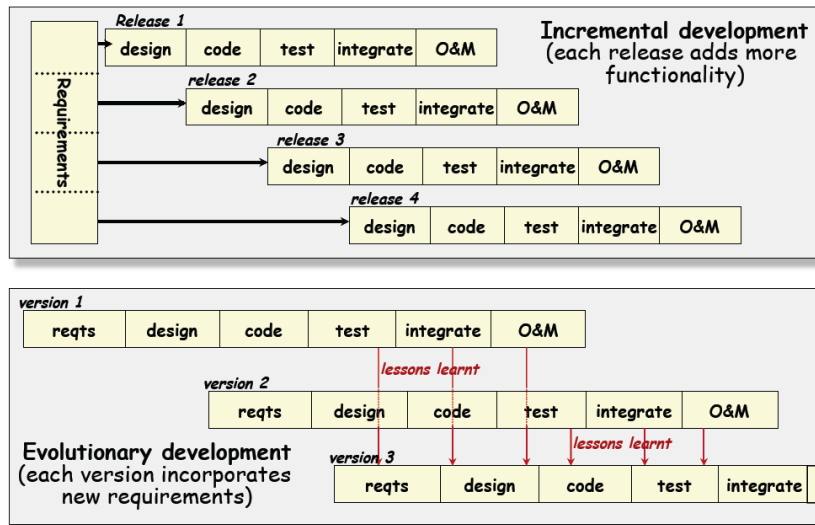 Release 1
design code test integrate O&M
Incremental development
(each release adds more
functionality)
Requirements
release 2
design code test integrate O&M
release 3
design code test integrate O&M
release 4
design code test integrate O&M
version 1
reqts design code test integrate O&M
lessons learnt
version 2
reqts design code test integrate O&M
Evolutionary development
(each version incorporates
new requirements)
lessons learnt
version 3
reqts design code test integrate